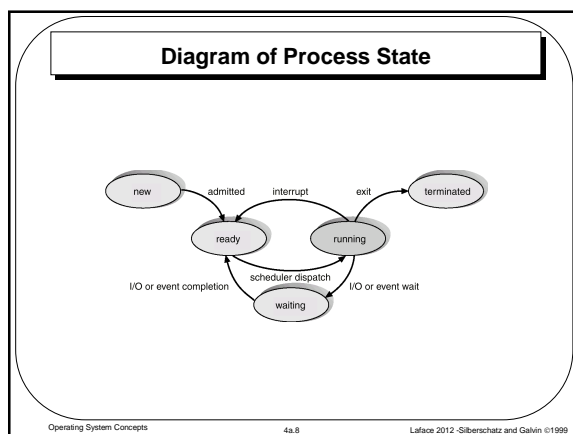 Diagram of Process State
new
admitted
interrupt
exit
terminated
ready
running
scheduler dispatch
I/O or event completion
I/O or event wait
waiting
Operating System Concepts
4a.8
Laface 2012 -Silberschatz and Galvin ©1999